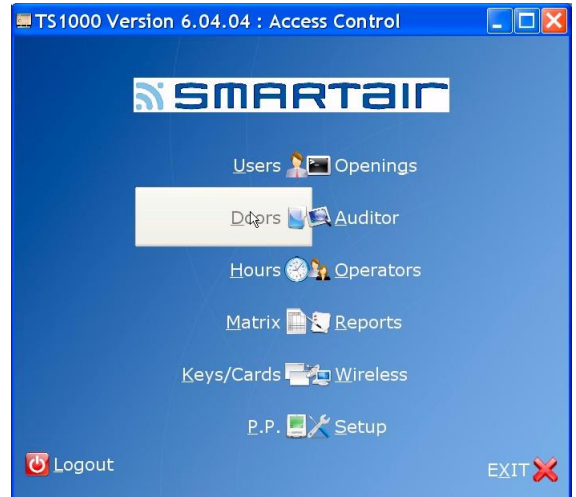 TS1000 Version 6.04.04 : Access Control
SMARTair
Users Openings
Doors Auditor
Hours Operators
Matrix Reports
Keys/Cards Wireless
P.P. Setup
Logout
EXIT